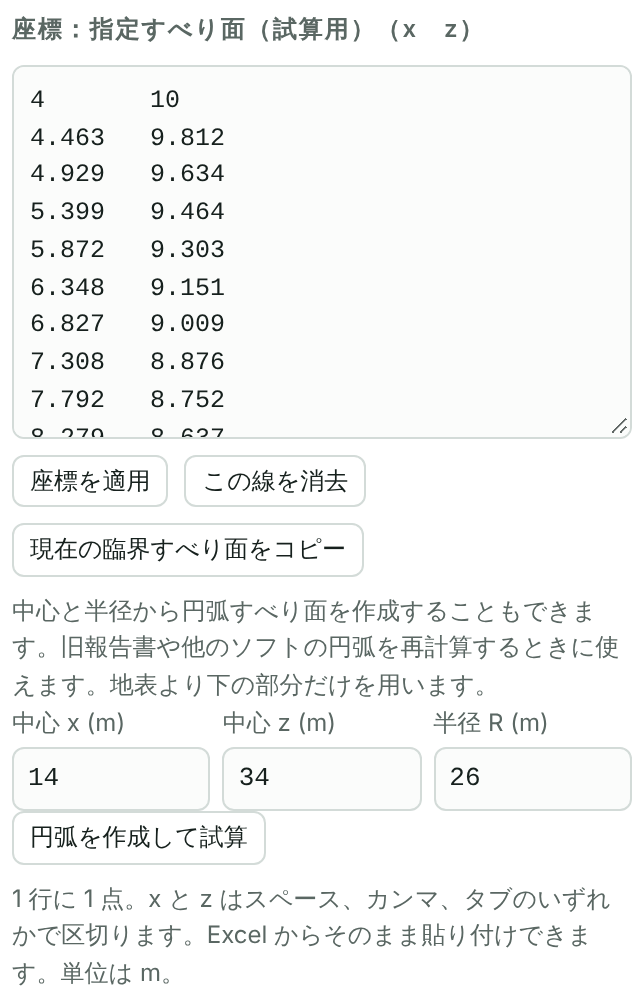 座標：指定すべり面（試算用）（x　z）
4	10
4.463	9.812
4.929	9.634
5.399	9.464
5.872	9.303
6.348	9.151
6.827	9.009
7.308	8.876
7.792	8.752
8.279	8.637
座標を適用	この線を消去
現在の臨界すべり面をコピー
中心と半径から円弧すべり面を作成することもできま
す。旧報告書や他のソフトの円弧を再計算するときに使
えます。地表より下の部分だけを用います。
中心 x (m)	中心 z (m)	半径 R (m)
14	34	26
円弧を作成して試算
1 行に 1 点。x と z はスペース、カンマ、タブのいずれ
かで区切ります。Excel からそのまま貼り付けできま
す。単位は m。